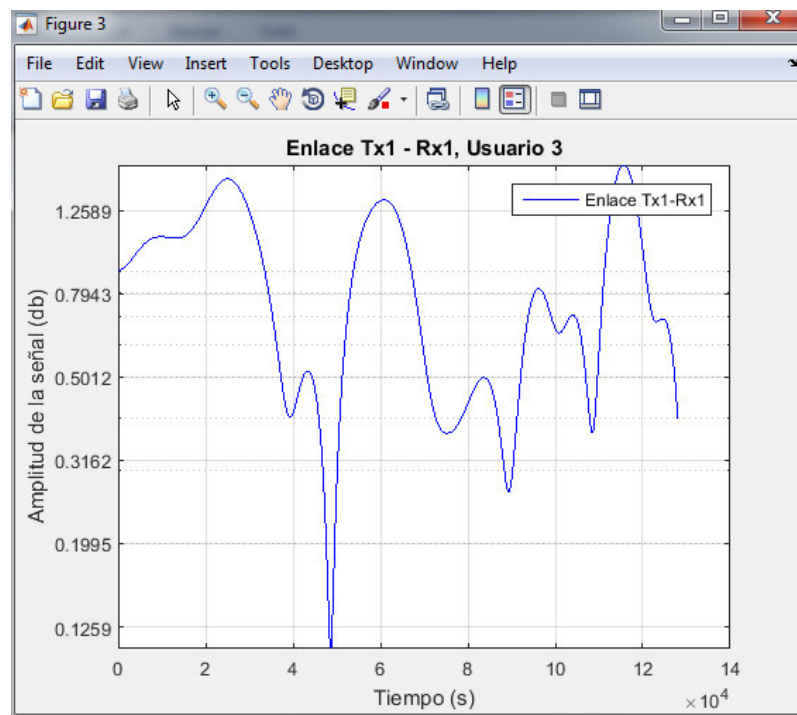 Figure 3
File Edit View Insert Tools Desktop Window Help
Enlace Tx1 - Rx1, Usuario 3
Enlace Tx1-Rx1
Amplitud de la señal (db)
1.2589
0.7943
0.5012
0.3162
0.1995
0.1259
0 2 4 6 8 10 12 14
Tiempo (s)
×10^4